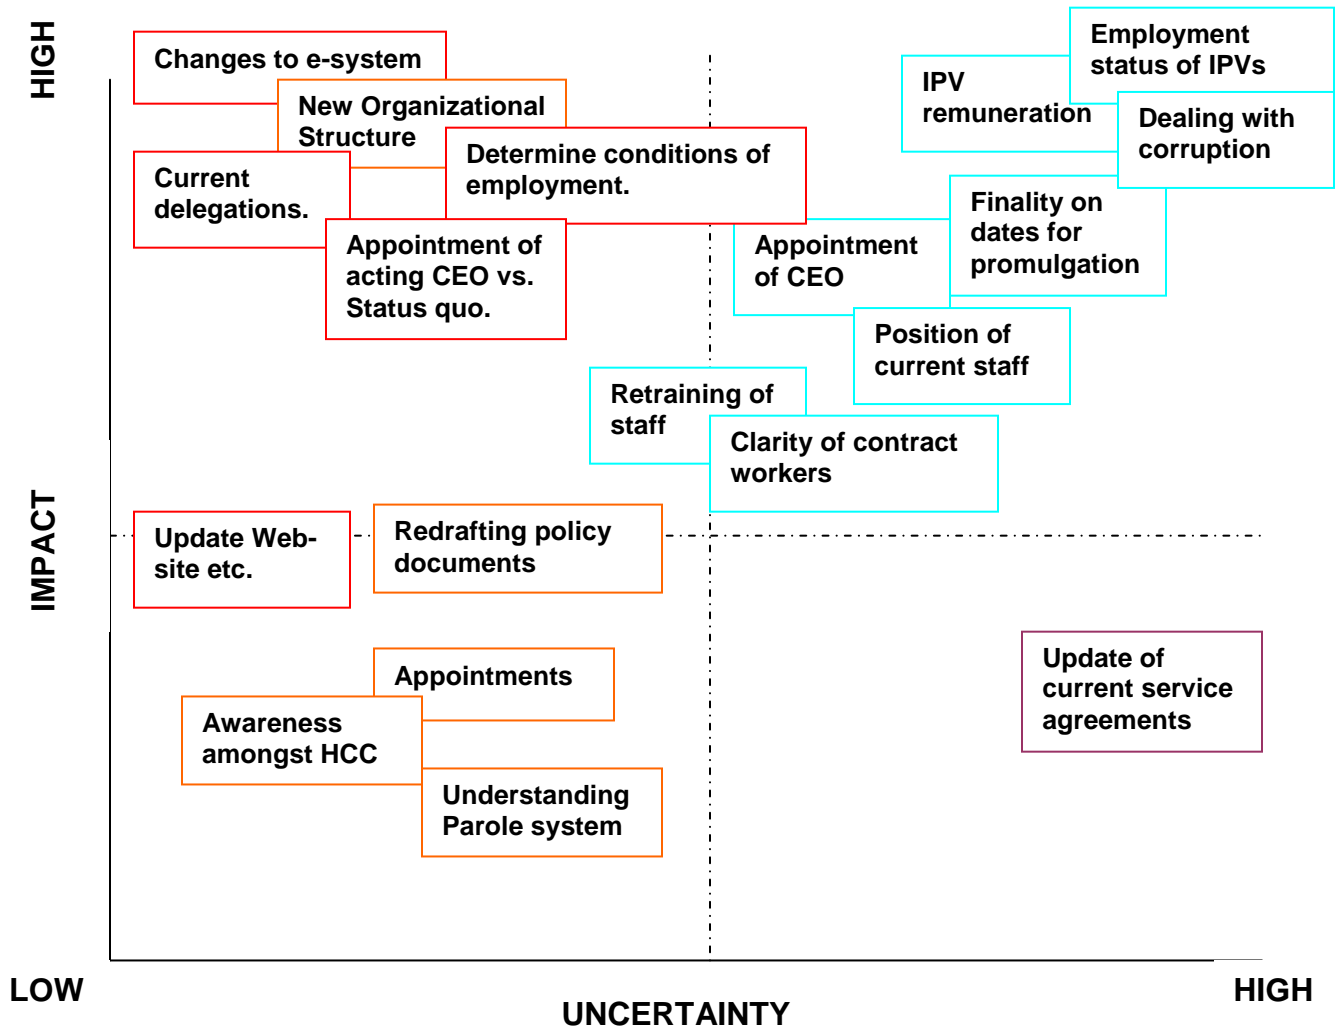 HIGH
Changes to e-system
New Organizational
Structure
Current
delegations.
Determine conditions of
employment.
Appointment of
acting CEO vs.
Status quo.
IPV
remuneration
Employment
status of IPVs
Dealing with
corruption
Finality on
dates for
promulgation
Appointment
of CEO
Position of
current staff
Retraining of
staff
Clarity of contract
workers
IMPACT
Update Web-
site etc.
Redrafting policy
documents
Appointments
Awareness
amongst HCC
Understanding
Parole system
Update of
current service
agreements
LOW
UNCERTAINTY
HIGH